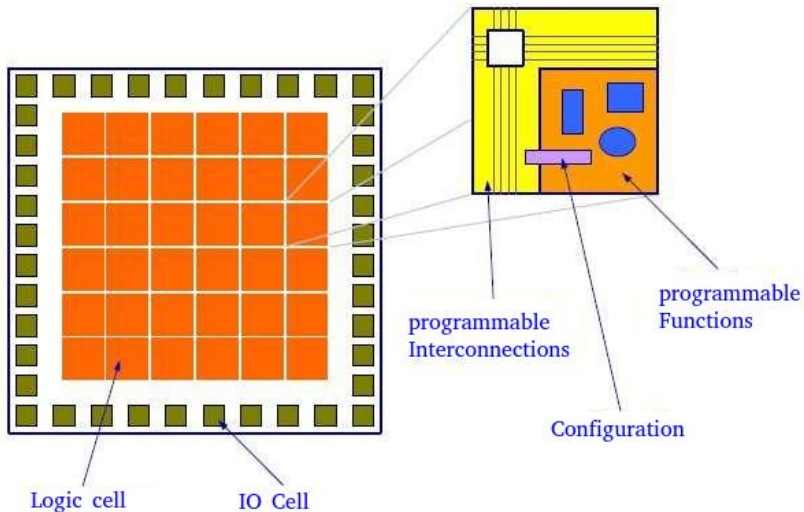 programmable
Interconnections
programmable
Functions
Configuration
Logic cell
IO Cell